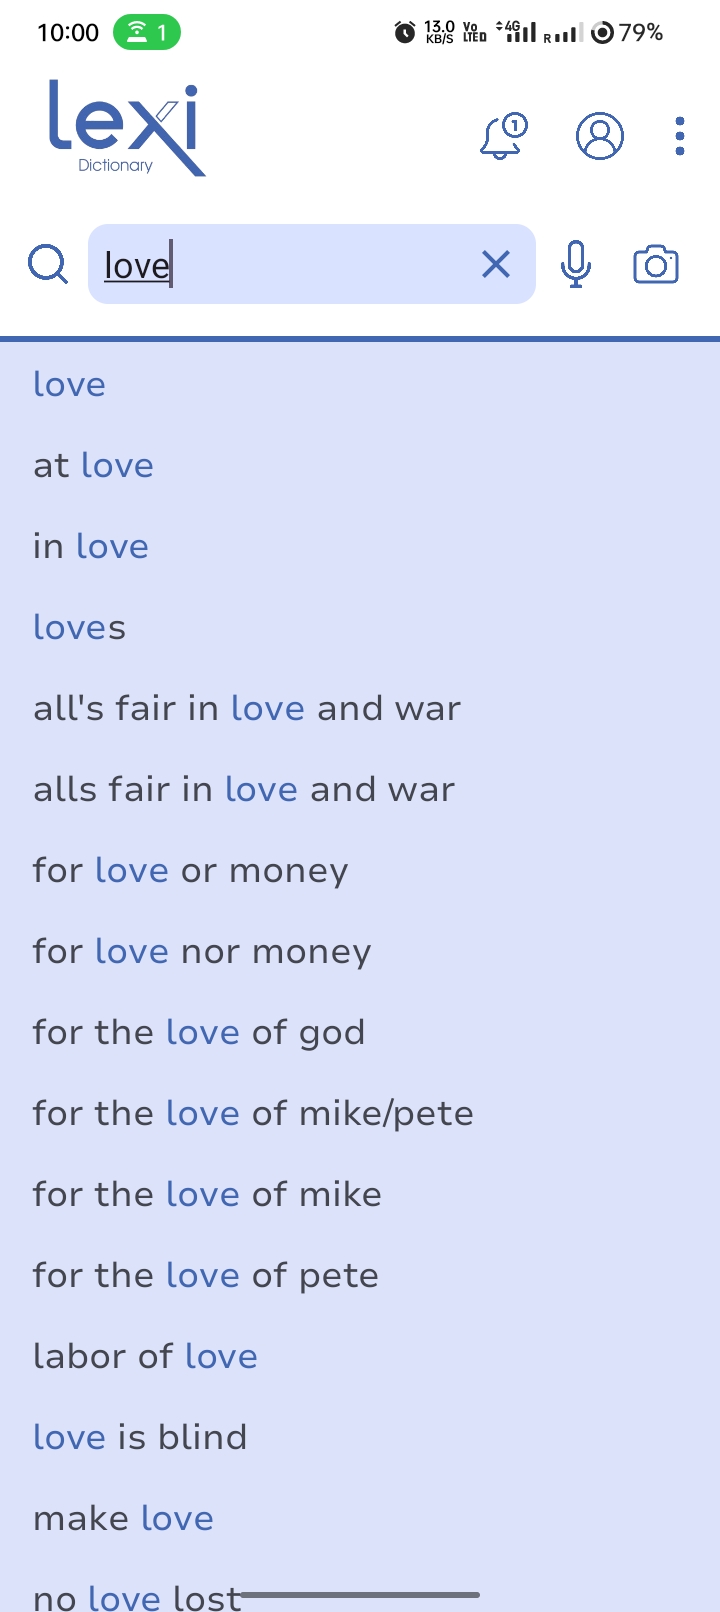 10:00 1 13.0 KB/S Vo LTED 4G R 79%
lexi
Dictionary
1
love
love
at love
in love
loves
all's fair in love and war
alls fair in love and war
for love or money
for love nor money
for the love of god
for the love of mike/pete
for the love of mike
for the love of pete
labor of love
love is blind
make love
no love lost